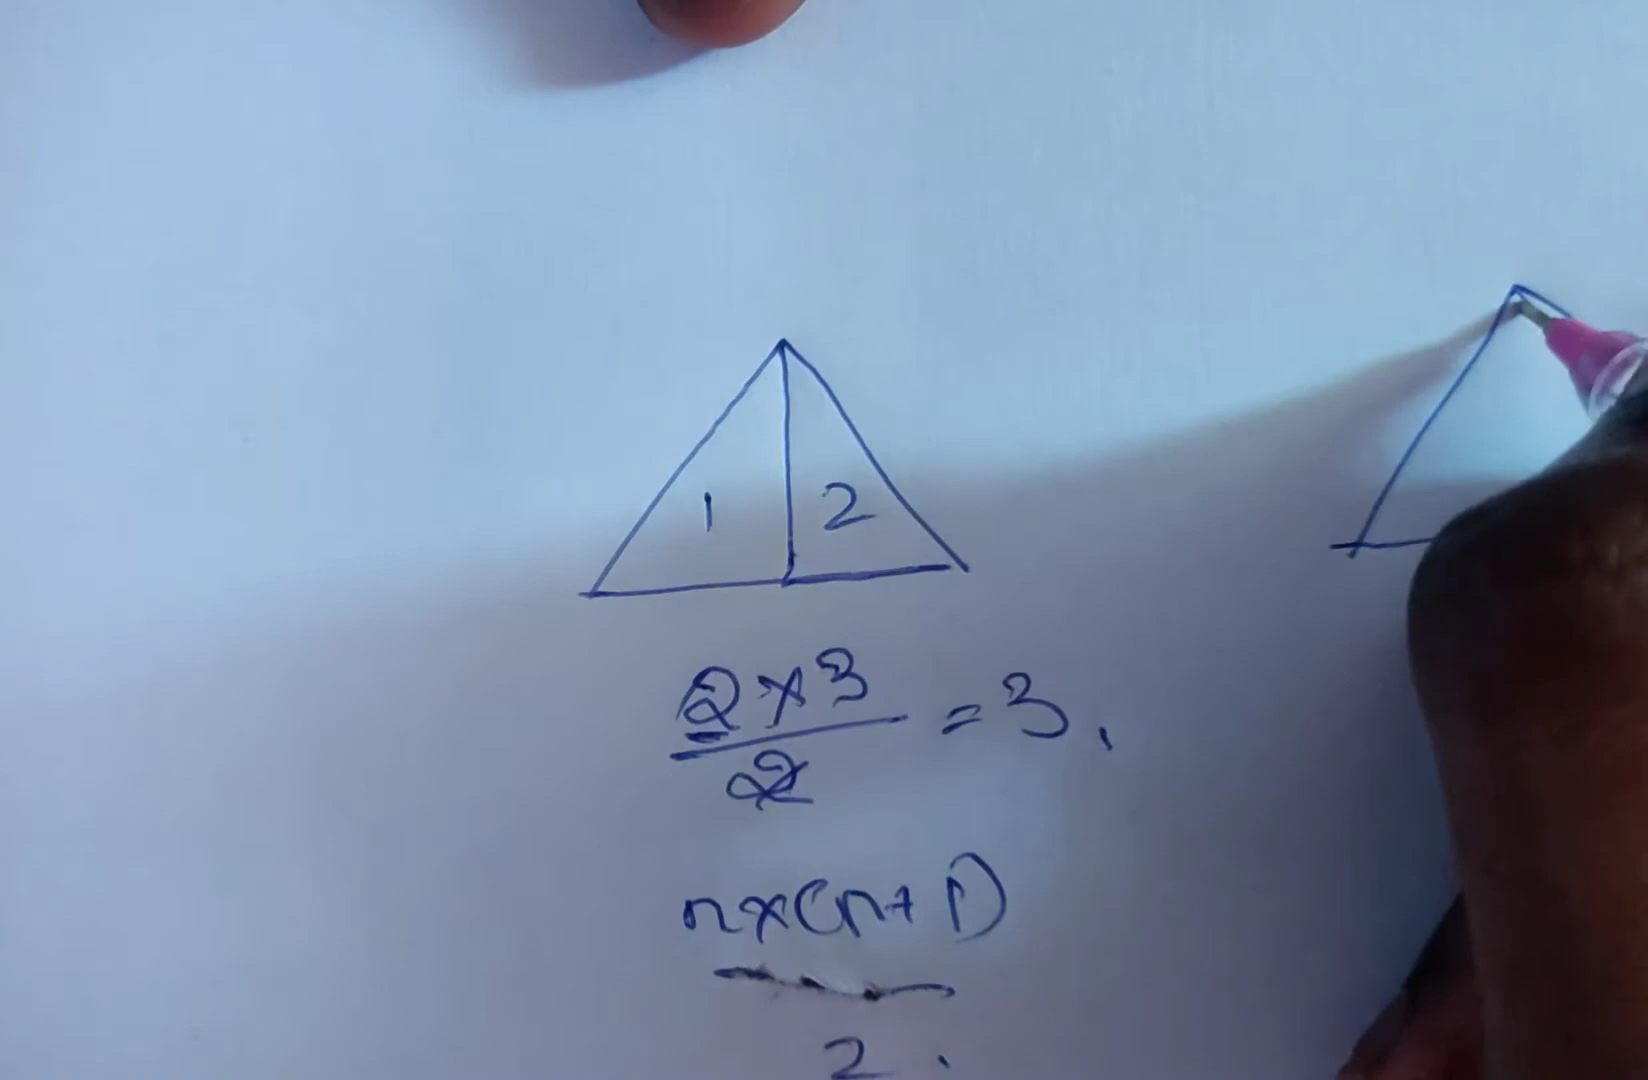 1 2
2×3/2 = 3.
n×(n+1)
2.